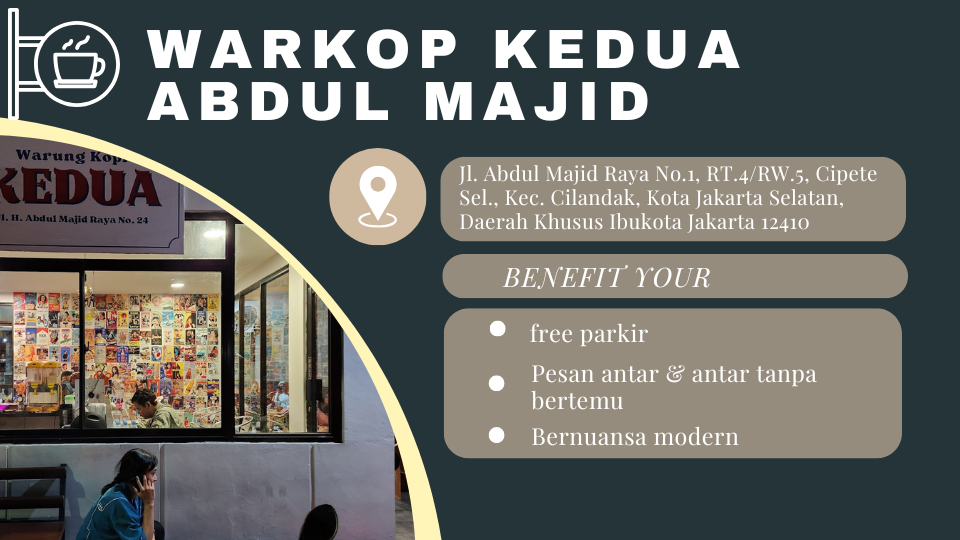 WARKOP KEDUA
ABDUL MAJID
Warung Kopi
KEDUA
Jl. H. Abdul Majid Raya No. 24
Jl. Abdul Majid Raya No.1, RT.4/RW.5, Cipete
Sel., Kec. Cilandak, Kota Jakarta Selatan,
Daerah Khusus Ibukota Jakarta 12410
BENEFIT YOUR
free parkir
Pesan antar & antar tanpa
bertemu
Bernuansa modern